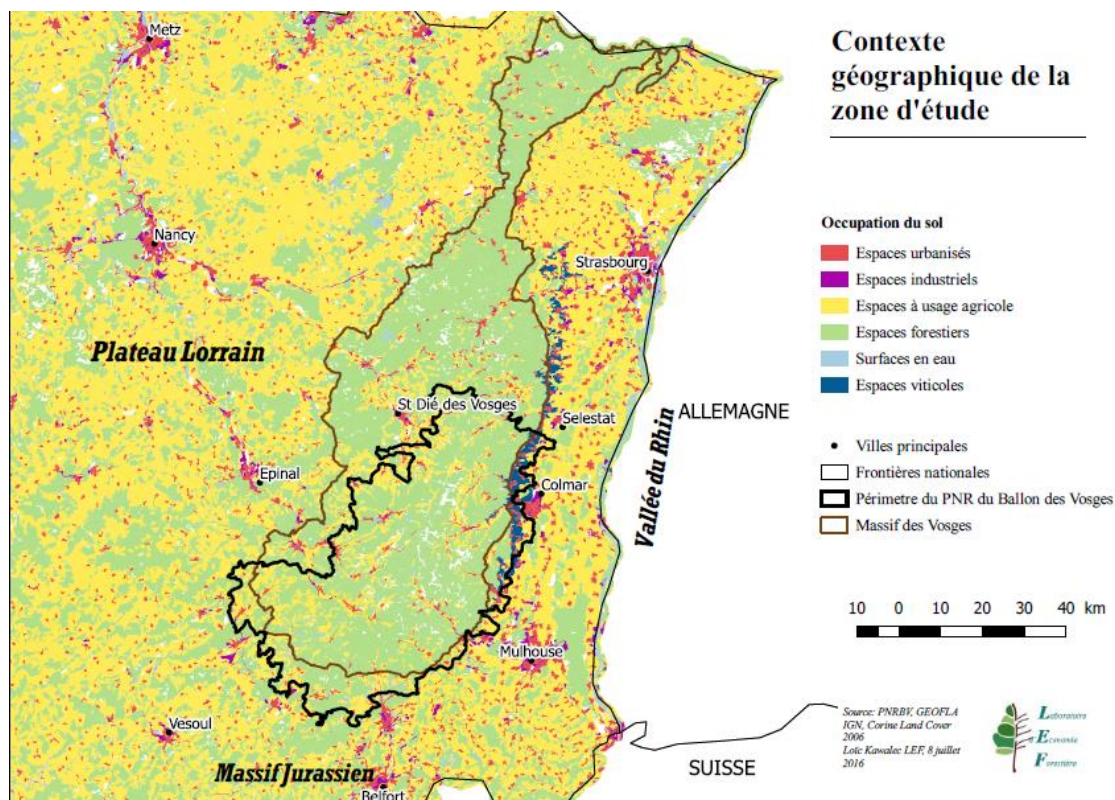 Contexte
géographique de la
zone d'étude
Metz
Nancy
Strasbourg
Plateau Lorrain
St Dié des Vosges
Selestat
ALLEMAGNE
Epinal
Colmar
Vallée du Rhin
Mulhouse
Vesoul
Massif Jurassien
Belfort
SUISSE
Occupation du sol
Espaces urbanisés
Espaces industriels
Espaces à usage agricole
Espaces forestiers
Surfaces en eau
Espaces viticoles
Villes principales
Frontières nationales
Périmetre du PNR du Ballon des Vosges
Massif des Vosges
10 0 10 20 30 40 km
Source: PNRBV, GEOFLA
IGN, Corine Land Cover
2006
Loïc Kawalec LEF, 8 juillet
2016
Laboratoire
d'Economie
Forestière